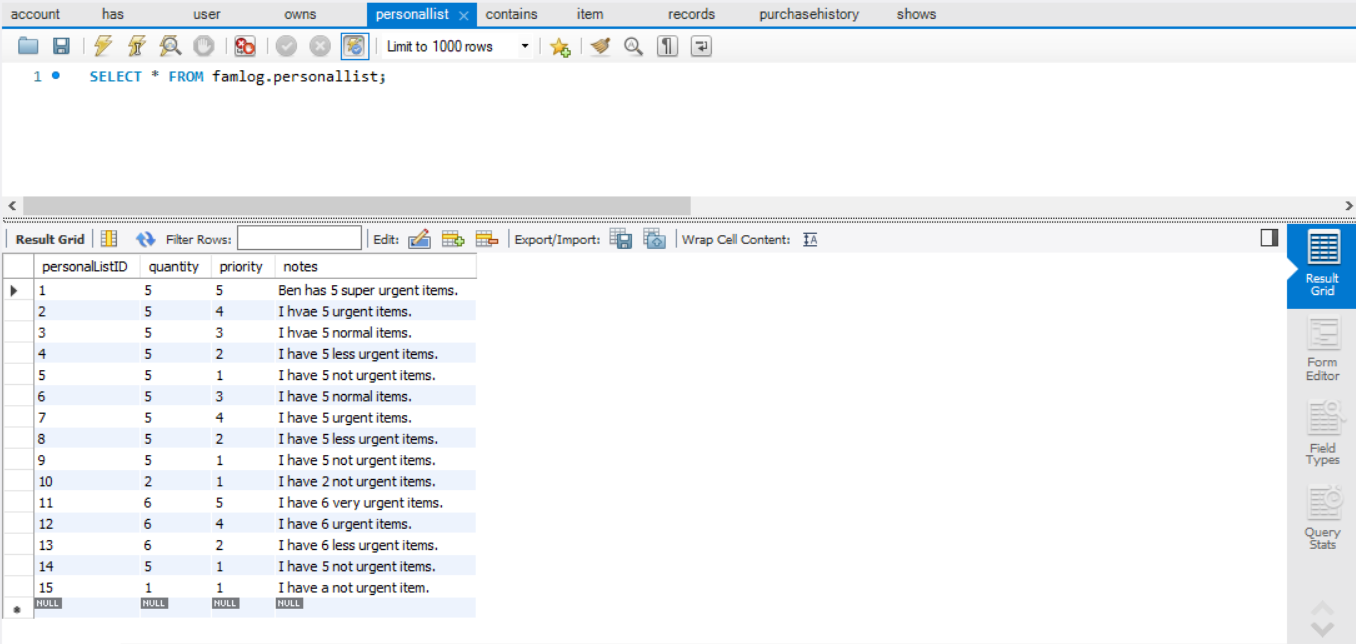 account has user owns personallist contains item records purchasehistory shows
Limit to 1000 rows
1 SELECT * FROM famlog.personallist;
Result Grid Filter Rows: Edit: Export/Import: Wrap Cell Content:
personalListID quantity priority notes
1 5 5 Ben has 5 super urgent items.
2 5 4 I hvae 5 urgent items.
3 5 3 I hvae 5 normal items.
4 5 2 I have 5 less urgent items.
5 5 1 I have 5 not urgent items.
6 5 3 I have 5 normal items.
7 5 4 I have 5 urgent items.
8 5 2 I have 5 less urgent items.
9 5 1 I have 5 not urgent items.
10 2 1 I have 2 not urgent items.
11 6 5 I have 6 very urgent items.
12 6 4 I have 6 urgent items.
13 6 2 I have 6 less urgent items.
14 5 1 I have 5 not urgent items.
15 1 1 I have a not urgent item.
NULL NULL NULL NULL
Result
Grid
Form
Editor
Field
Types
Query
Stats